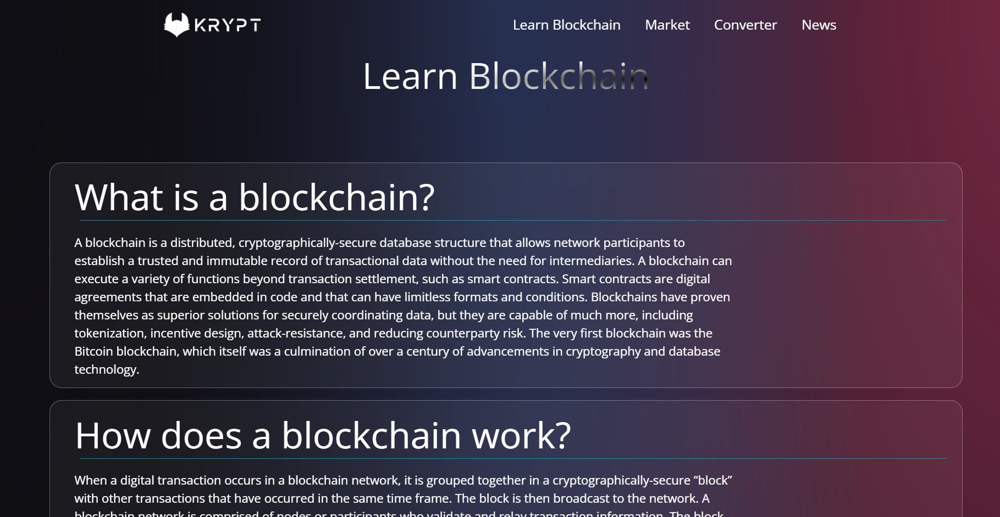 KRYPT
Learn Blockchain
Market
Converter
News
Learn Blockchain
What is a blockchain?
A blockchain is a distributed, cryptographically-secure database structure that allows network participants to
establish a trusted and immutable record of transactional data without the need for intermediaries. A blockchain can
execute a variety of functions beyond transaction settlement, such as smart contracts. Smart contracts are digital
agreements that are embedded in code and that can have limitless formats and conditions. Blockchains have proven
themselves as superior solutions for securely coordinating data, but they are capable of much more, including
tokenization, incentive design, attack-resistance, and reducing counterparty risk. The very first blockchain was the
Bitcoin blockchain, which itself was a culmination of over a century of advancements in cryptography and database
technology.
How does a blockchain work?
When a digital transaction occurs in a blockchain network, it is grouped together in a cryptographically-secure “block”
with other transactions that have occurred in the same time frame. The block is then broadcast to the network. A
blockchain network is comprised of nodes or participants who validate and relay transaction information. The block